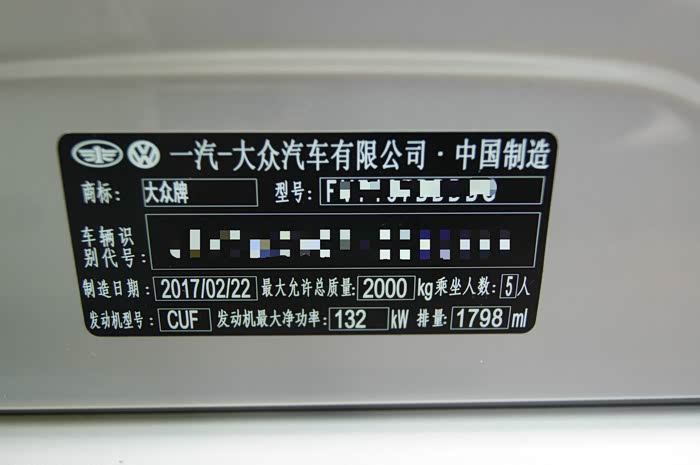 一汽-大众汽车有限公司·中国制造
商标: 大众牌 型号:
车辆识别代号:
制造日期: 2017/02/22 最大允许总质量: 2000 kg 乘坐人数: 5 人
发动机型号: CUF 发动机最大净功率: 132 kW 排量: 1798 ml